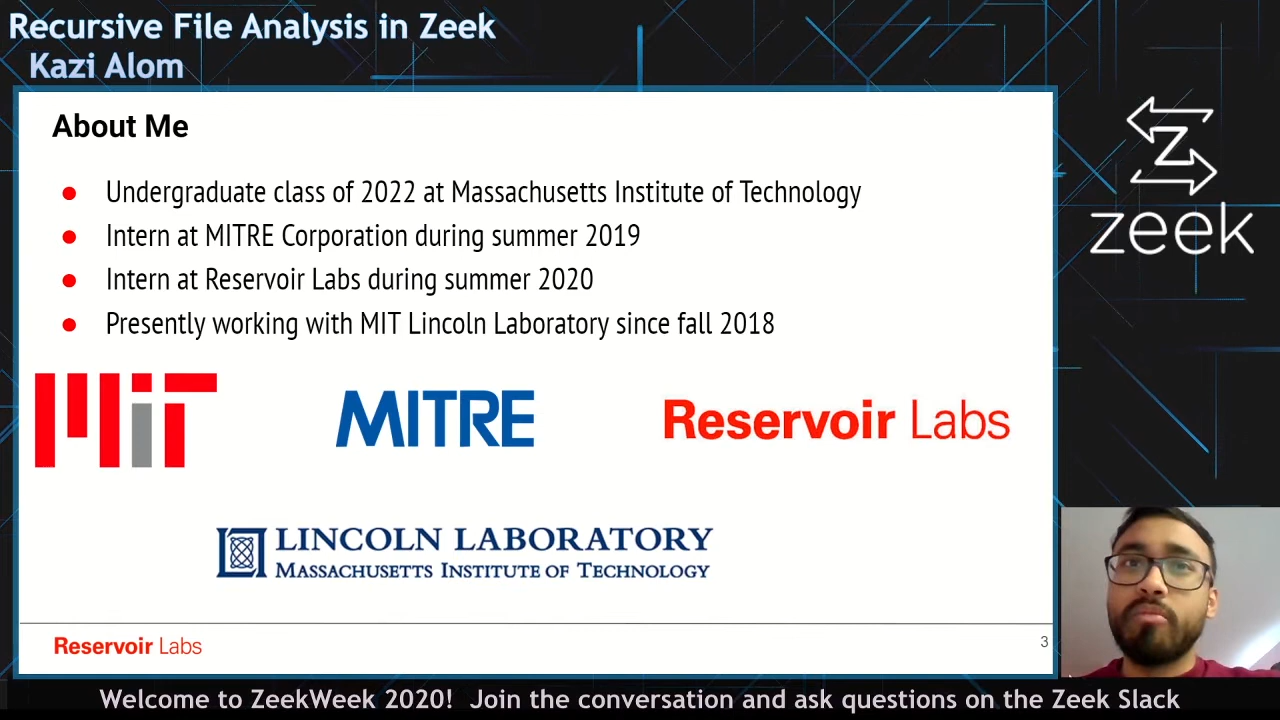 Recursive File Analysis in Zeek
Kazi Alom
About Me
Undergraduate class of 2022 at Massachusetts Institute of Technology
Intern at MITRE Corporation during summer 2019
Intern at Reservoir Labs during summer 2020
Presently working with MIT Lincoln Laboratory since fall 2018
MIT
MITRE
Reservoir Labs
LINCOLN LABORATORY
MASSACHUSETTS INSTITUTE OF TECHNOLOGY
Reservoir Labs
3
zeek
Welcome to ZeekWeek 2020! Join the conversation and ask questions on the Zeek Slack